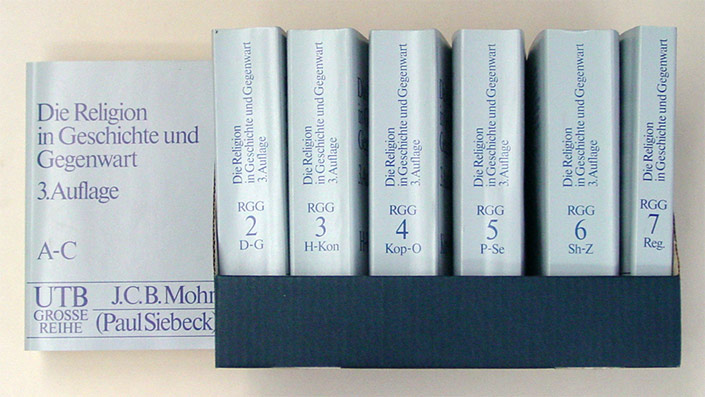 Die Religion
in Geschichte und
Gegenwart
3. Auflage
A-C
UTB
GROSSE
REIHE
J.C.B. Mohr
(Paul Siebeck)
Die Religion
in Geschichte und Gegenwart
3. Auflage
RGG
2
D-G
Die Religion
in Geschichte und Gegenwart
3. Auflage
RGG
3
H-Kon
Die Religion
in Geschichte und Gegenwart
3. Auflage
RGG
4
Kop-O
Die Religion
in Geschichte und Gegenwart
3. Auflage
RGG
5
P-Se
Die Religion
in Geschichte und Gegenwart
3. Auflage
RGG
6
Sh-Z
Die Religion
in Geschichte und Gegenwart
3. Auflage
RGG
7
Reg.